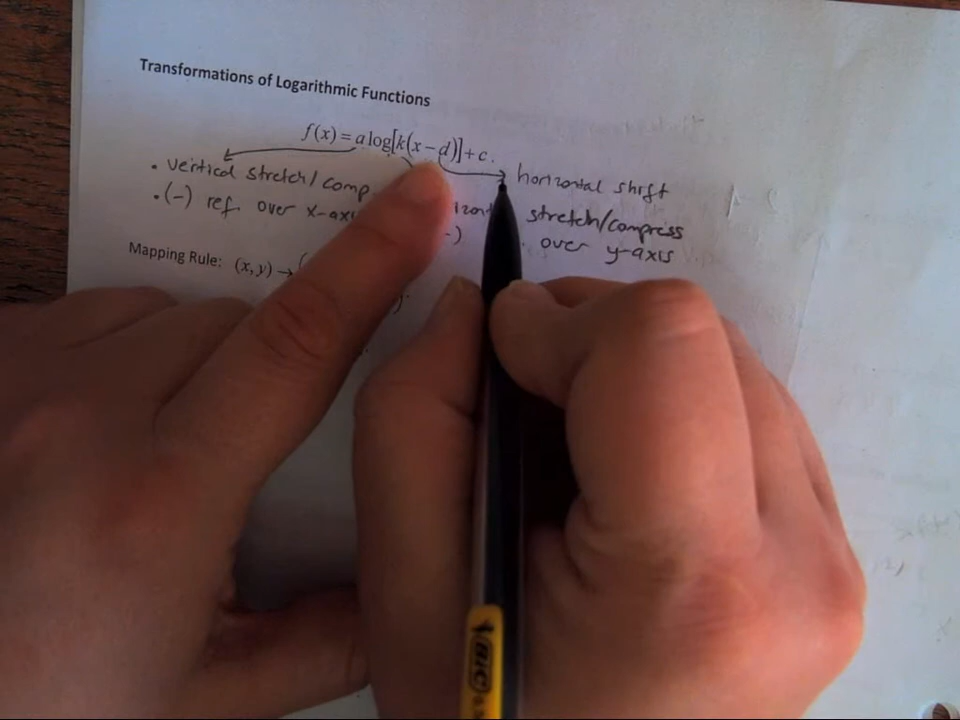 Transformations of Logarithmic Functions
f(x) = a log[k(x − d)] + c.
• vertical stretch/comp horizontal shift
• (-) ref. over x-axi stretch/compress
-) over y-axis
Mapping Rule: (x, y) → (
BIC